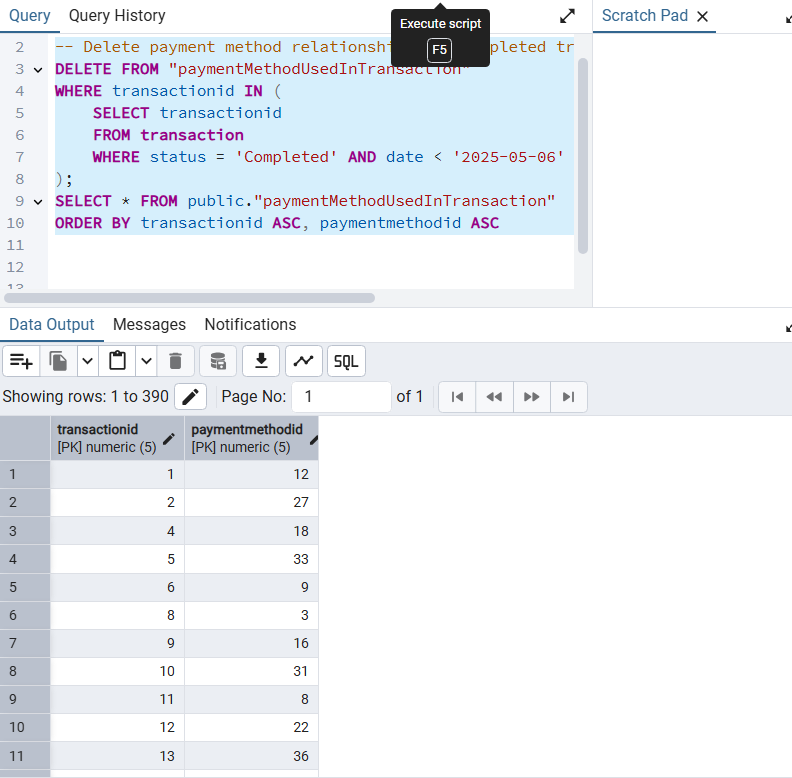 Query Query History
Execute script
F5
Scratch Pad
2 -- Delete payment method relationshi pleted tr
3 DELETE FROM "paymentMethodUsedInTransaction"
4 WHERE transactionid IN (
5 SELECT transactionid
6 FROM transaction
7 WHERE status = 'Completed' AND date < '2025-05-06'
8 );
9 SELECT * FROM public."paymentMethodUsedInTransaction"
10 ORDER BY transactionid ASC, paymentmethodid ASC
11
12
13
Data Output Messages Notifications
SQL
Showing rows: 1 to 390 Page No: 1 of 1
transactionid paymentmethodid
[PK] numeric (5) [PK] numeric (5)
1 1 12
2 2 27
3 4 18
4 5 33
5 6 9
6 8 3
7 9 16
8 10 31
9 11 8
10 12 22
11 13 36